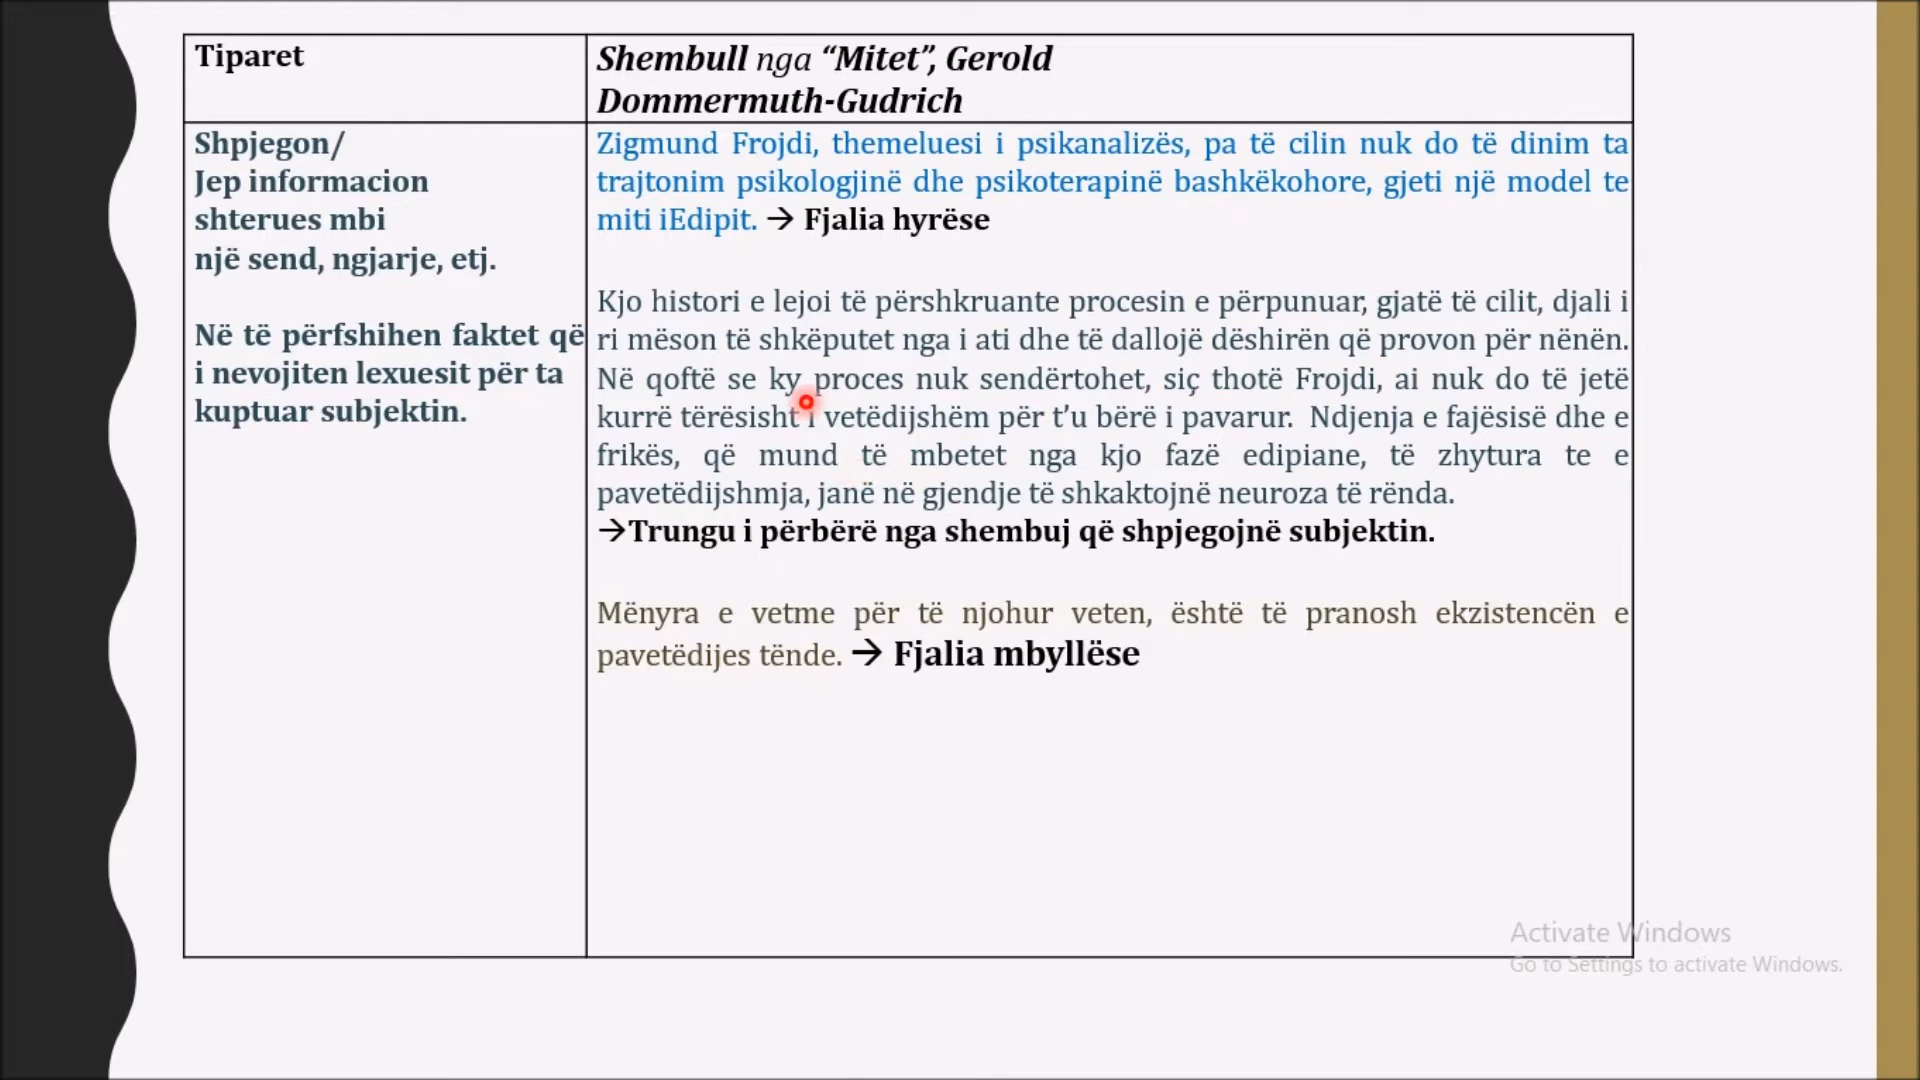 Tiparet
Shembull nga “Mitet”, Gerold
Dommermuth-Gudrich
Shpjegon/
Jep informacion
shterues mbi
një send, ngjarje, etj.
Në të përfshihen faktet që
i nevojiten lexuesit për ta
kuptuar subjektin.
Zigmund Frojdi, themeluesi i psikanalizës, pa të cilin nuk do të dinim ta
trajtonim psikologjinë dhe psikoterapinë bashkëkohore, gjeti një model te
miti iEdipit. → Fjalia hyrëse
Kjo histori e lejoi të përshkruante procesin e përpunuar, gjatë të cilit, djali i
ri mëson të shkëputet nga i ati dhe të dallojë dëshirën që provon për nënën.
Në qoftë se ky proces nuk sendërtohet, siç thotë Frojdi, ai nuk do të jetë
kurrë tërësisht i vetëdijshëm për t’u bërë i pavarur. Ndjenja e fajësisë dhe e
frikës, që mund të mbetet nga kjo fazë edipiane, të zhytura te e
pavetëdijshmja, janë në gjendje të shkaktojnë neuroza të rënda.
→Trungu i përbërë nga shembuj që shpjegojnë subjektin.
Mënyra e vetme për të njohur veten, është të pranosh ekzistencën e
pavetëdijes tënde. → Fjalia mbyllëse
Activate Windows
Go to Settings to activate Windows.